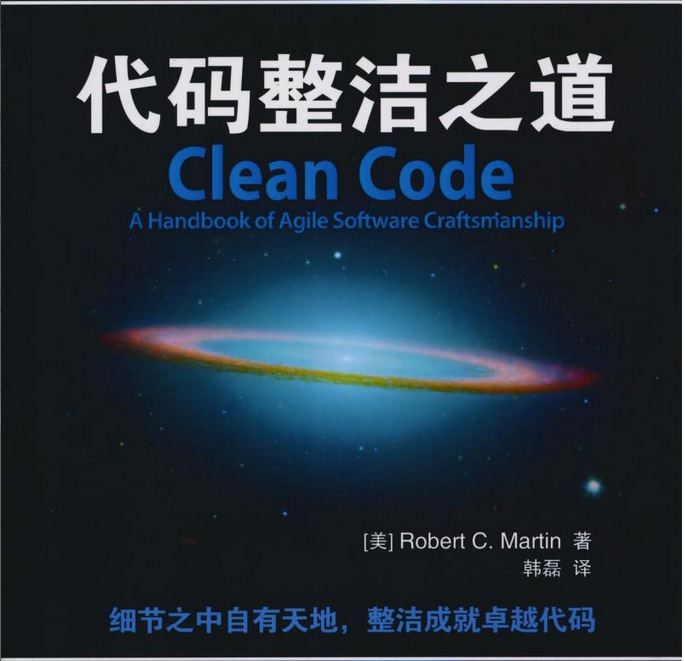 代码整洁之道
Clean Code
A Handbook of Agile Software Craftsmanship
[美] Robert C. Martin 著
韩磊 译
细节之中自有天地，整洁成就卓越代码